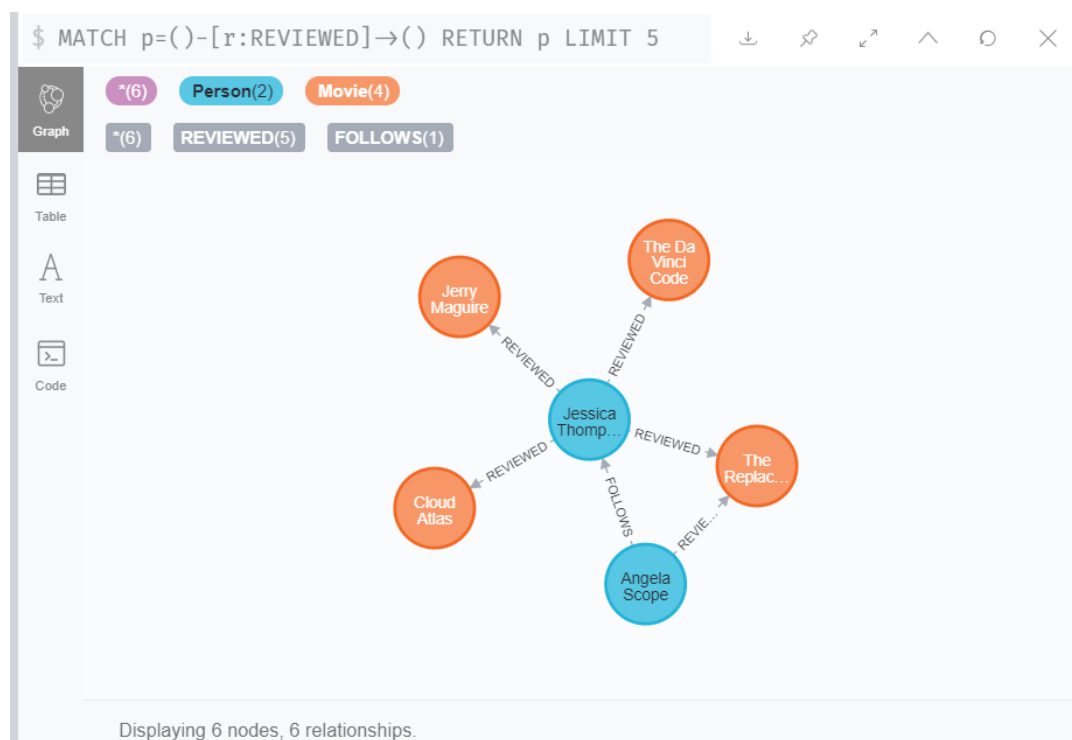 $ MATCH p=()-[r:REVIEWED]→() RETURN p LIMIT 5
*(6) Person(2) Movie(4)
*(6) REVIEWED(5) FOLLOWS(1)
Graph
Table
A
Text
Code
The Da
Vinci
Code
Jerry
Maguire
REVIEWED
REVIEWED
Jessica
Thomp...
REVIEWED
REVIEWED
The
Replac...
Cloud
Atlas
FOLLOWS
REVIE...
Angela
Scope
Displaying 6 nodes, 6 relationships.